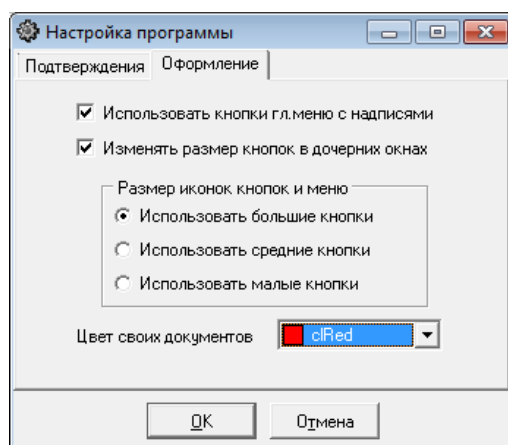 Настройка программы
Подтверждения Оформление
Использовать кнопки гл.меню с надписями
Изменять размер кнопок в дочерних окнах
Размер иконок кнопок и меню
Использовать большие кнопки
Использовать средние кнопки
Использовать малые кнопки
Цвет своих документов clRed
OK Отмена